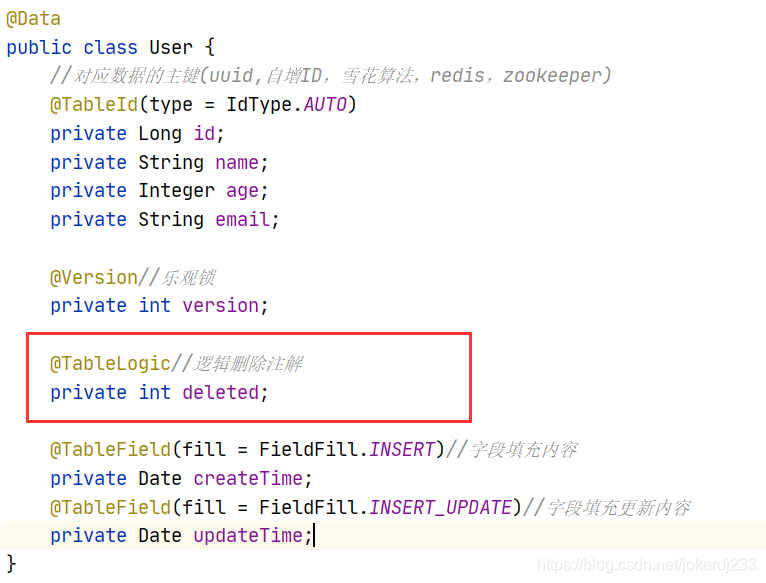 @Data
public class User {
//对应数据的主键(uuid,自增ID，雪花算法，redis，zookeeper)
@TableId(type = IdType.AUTO)
private Long id;
private String name;
private Integer age;
private String email;
@Version//乐观锁
private int version;
@TableLogic//逻辑删除注解
private int deleted;
@TableField(fill = FieldFill.INSERT)//字段填充内容
private Date createTime;
@TableField(fill = FieldFill.INSERT_UPDATE)//字段填充更新内容
private Date updateTime;
}
https://blog.csdn.net/jokerdj233